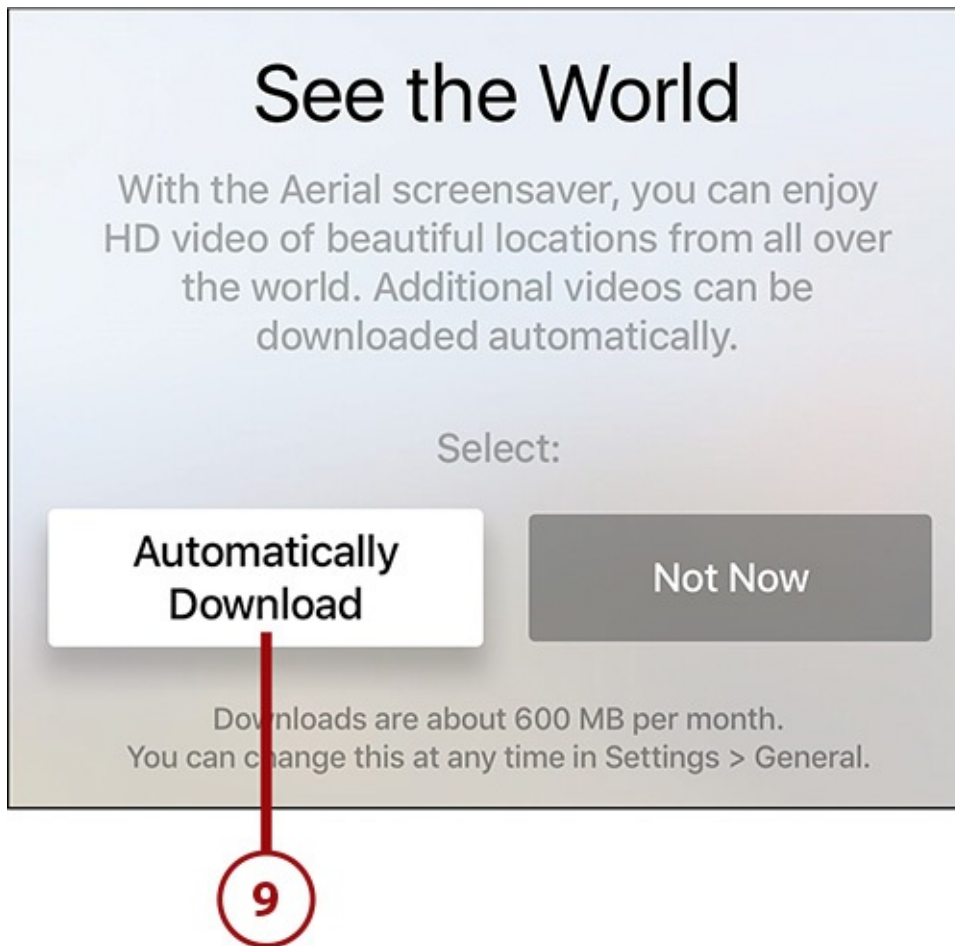 See the World
With the Aerial screensaver, you can enjoy
HD video of beautiful locations from all over
the world. Additional videos can be
downloaded automatically.
Select:
Automatically
Download
Not Now
Downloads are about 600 MB per month.
You can change this at any time in Settings > General.
9